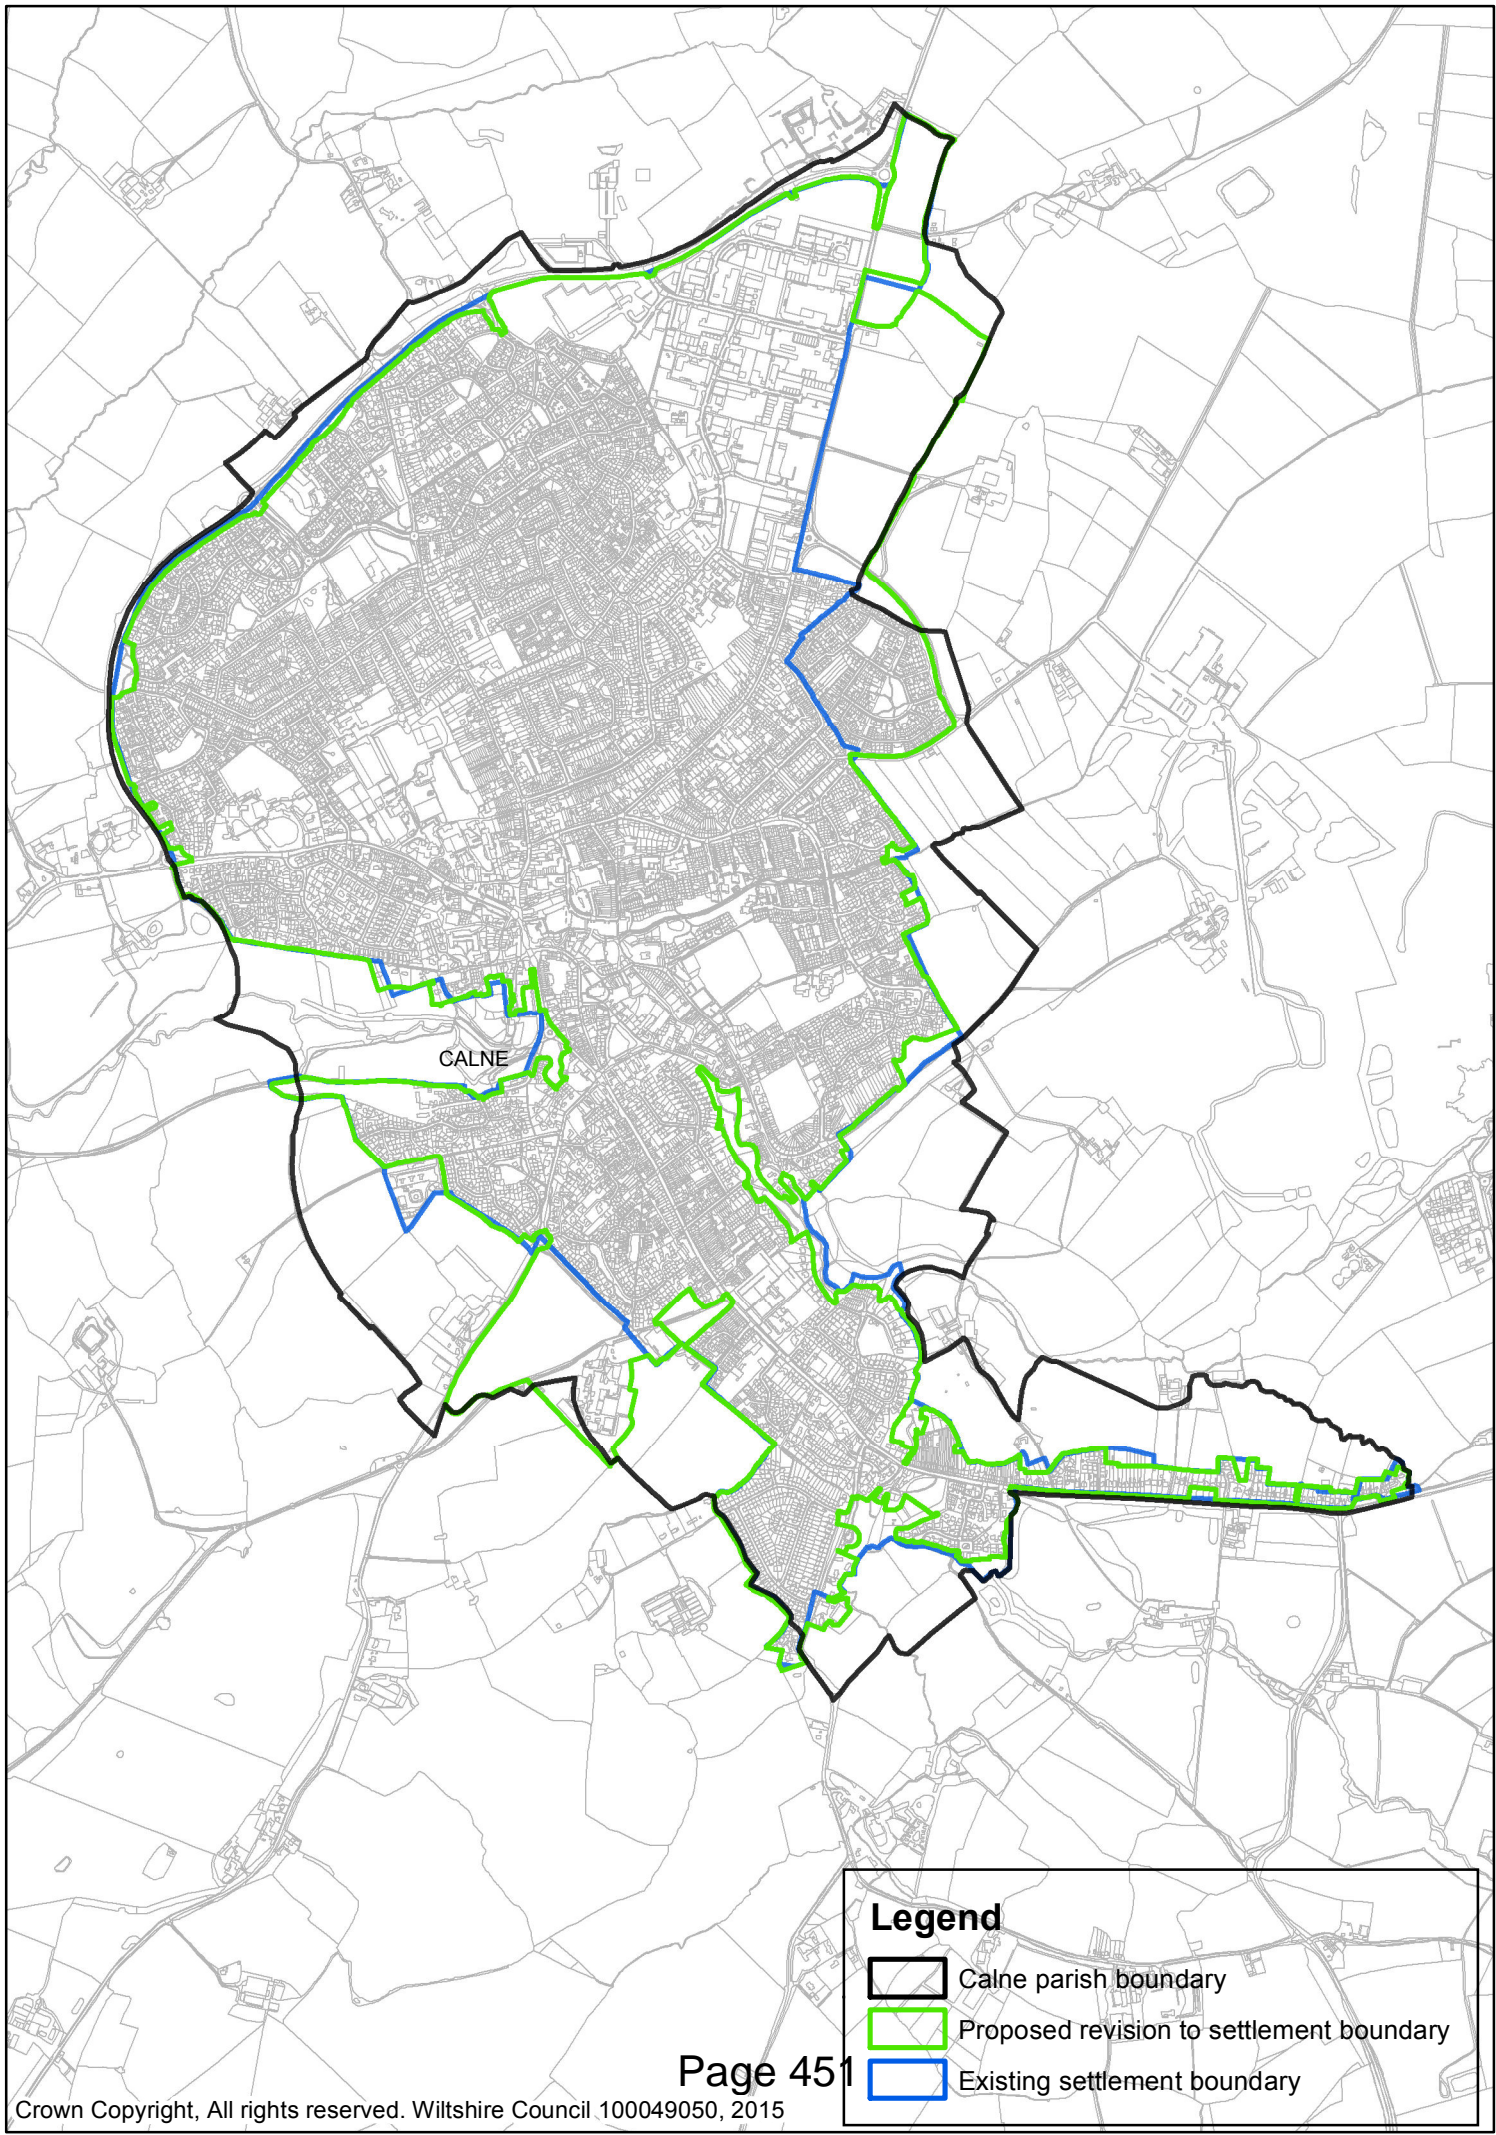 CALNE
Legend
Calne parish boundary
Proposed revision to settlement boundary
Existing settlement boundary
Page 451
Crown Copyright, All rights reserved. Wiltshire Council 100049050, 2015